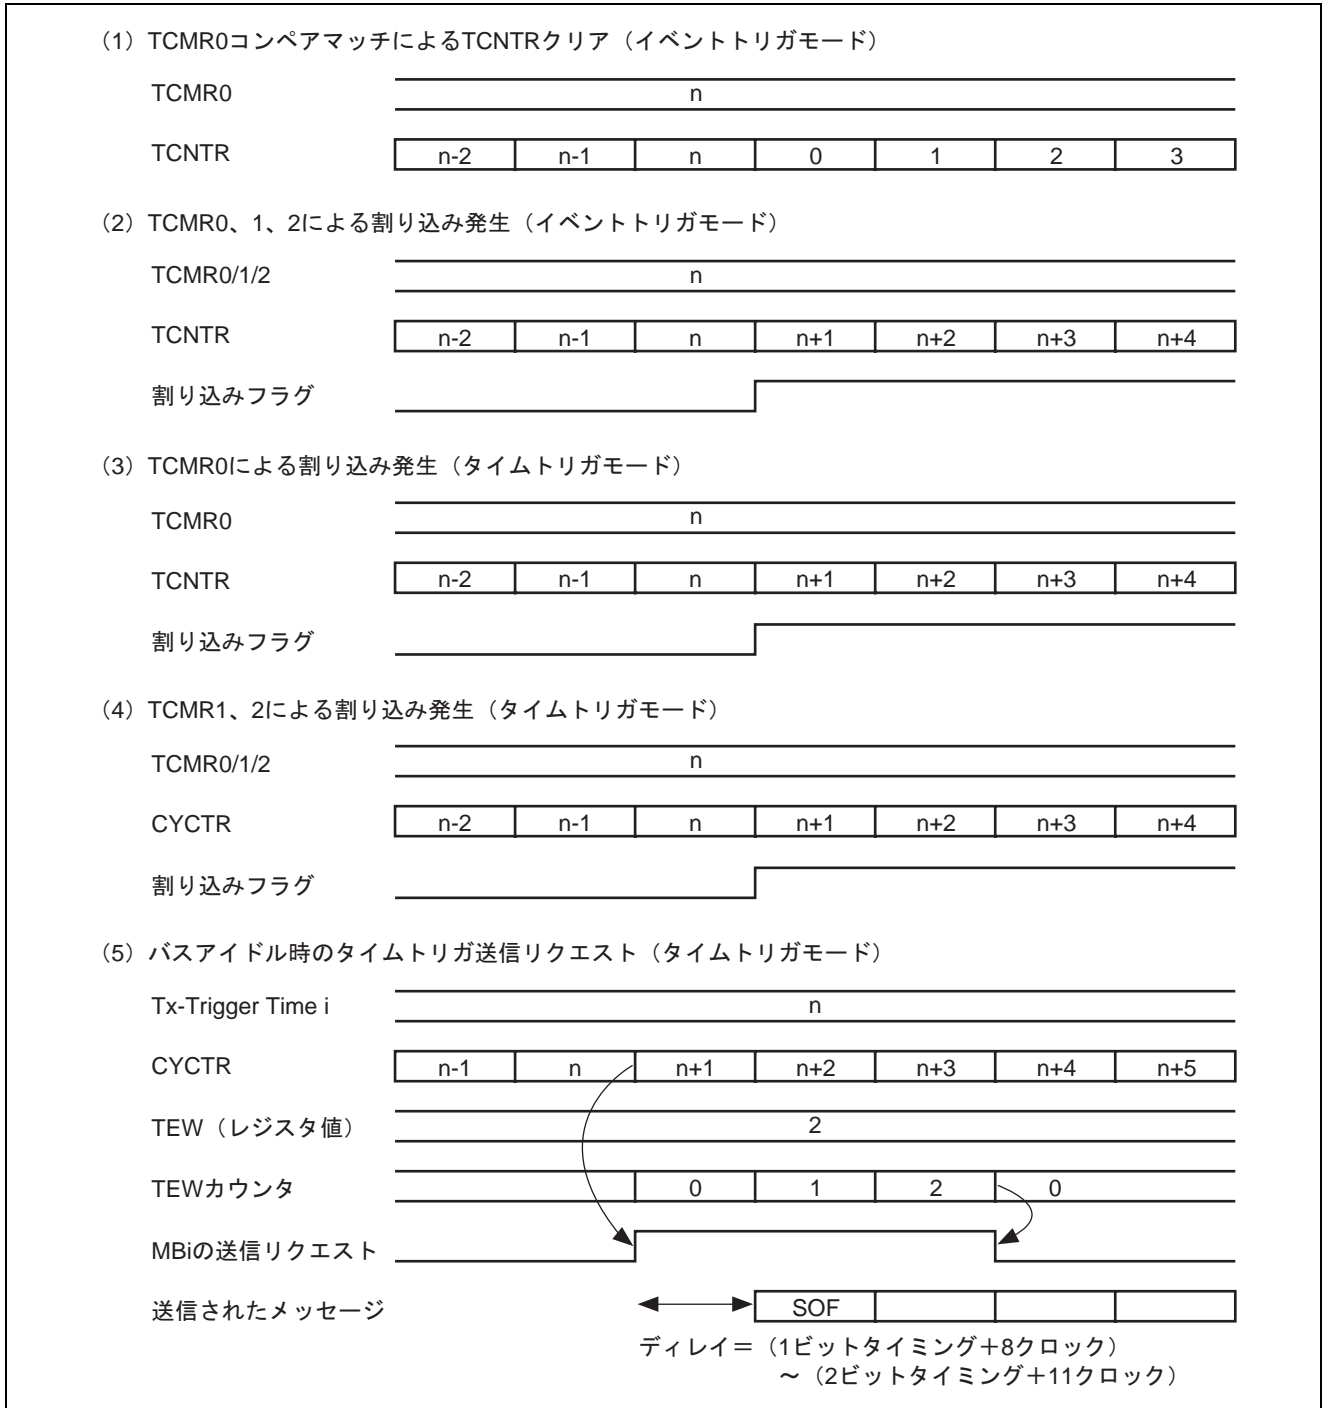 （1）TCMR0コンペアマッチによるTCNTRクリア（イベントトリガモード）
TCMR0 n
TCNTR n-2 n-1 n 0 1 2 3
（2）TCMR0、1、2による割り込み発生（イベントトリガモード）
TCMR0/1/2 n
TCNTR n-2 n-1 n n+1 n+2 n+3 n+4
割り込みフラグ
（3）TCMR0による割り込み発生（タイムトリガモード）
TCMR0 n
TCNTR n-2 n-1 n n+1 n+2 n+3 n+4
割り込みフラグ
（4）TCMR1、2による割り込み発生（タイムトリガモード）
TCMR0/1/2 n
CYCTR n-2 n-1 n n+1 n+2 n+3 n+4
割り込みフラグ
（5）バスアイドル時のタイムトリガ送信リクエスト（タイムトリガモード）
Tx-Trigger Time i n
CYCTR n-1 n n+1 n+2 n+3 n+4 n+5
TEW（レジスタ値） 2
TEWカウンタ 0 1 2 0
MBiの送信リクエスト
送信されたメッセージ SOF
ディレイ＝（1ビットタイミング＋8クロック）
～（2ビットタイミング＋11クロック）